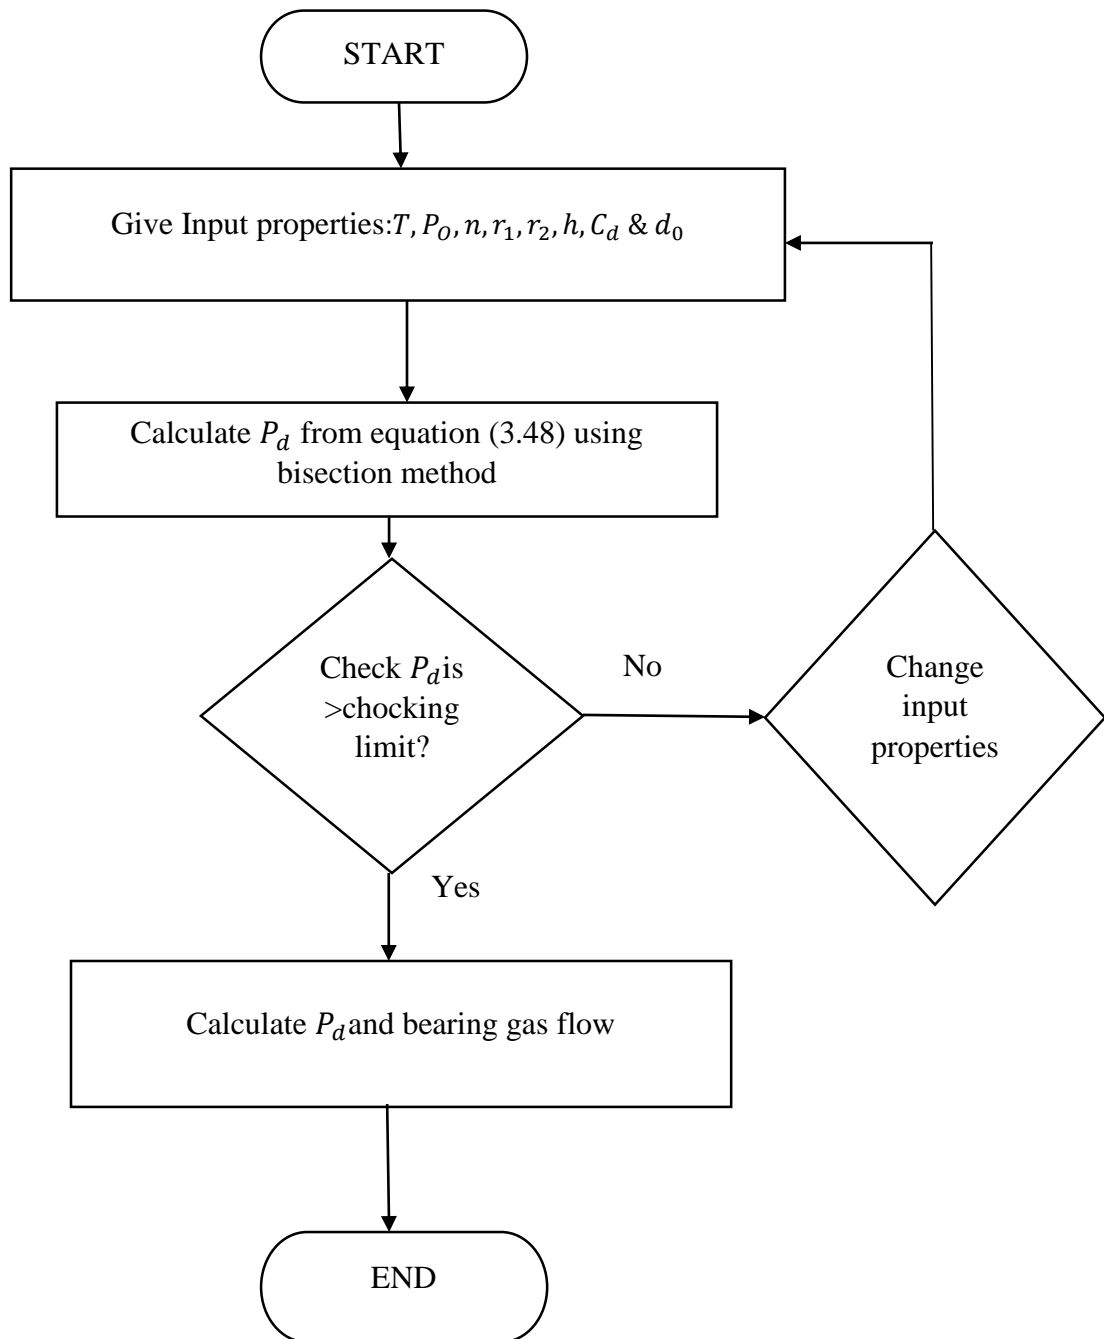 START
Give Input properties:T, P_O, n, r_1, r_2, h, C_d & d_0
Calculate P_d from equation (3.48) using
bisection method
Check P_d is
>chocking
limit?
No
Change
input
properties
Yes
Calculate P_d and bearing gas flow
END